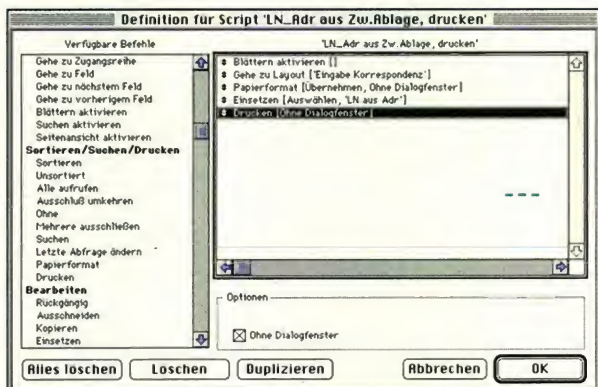 Definition für Script 'LN_Adr aus Zw.Ablage, drucken'
Verfügbare Befehle
Gehe zu Zugangsreihe
Gehe zu Feld
Gehe zu nächstem Feld
Gehe zu vorherigem Feld
Blättern aktivieren
Suchen aktivieren
Seitenansicht aktivieren
Sortieren/Suchen/Drucken
Sortieren
Unsortiert
Alle aufrufen
Ausschluß umkehren
Ohne
Mehrere ausschließen
Suchen
Letzte Abfrage ändern
Papierformat
Drucken
Bearbeiten
Rückgängig
Ausschneiden
Kopieren
Einsetzen
'LN_Adr aus Zw.Ablage, drucken'
Blättern aktivieren []
Gehe zu Layout ['Eingabe Korrespondenz']
Papierformat [Übernehmen, Ohne Dialogfenster]
Einsetzen [Auswählen, 'LN aus Adr']
Drucken [Ohne Dialogfenster]
Optionen
Ohne Dialogfenster
Alles löschen
Löschen
Duplizieren
Abbrechen
OK